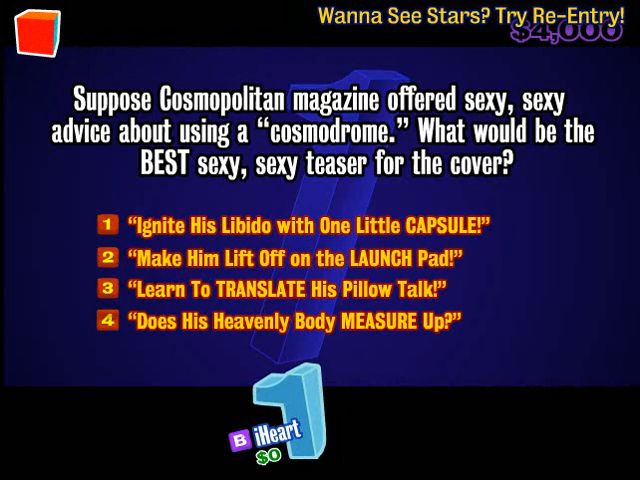 Wanna See Stars? Try Re-Entry!
$4,000
Suppose Cosmopolitan magazine offered sexy, sexy
advice about using a “cosmodrome.” What would be the
BEST sexy, sexy teaser for the cover?
1 “Ignite His Libido with One Little CAPSULE!”
2 “Make Him Lift Off on the LAUNCH Pad!”
3 “Learn To TRANSLATE His Pillow Talk!”
4 “Does His Heavenly Body MEASURE Up?”
1
B iHeart
$0